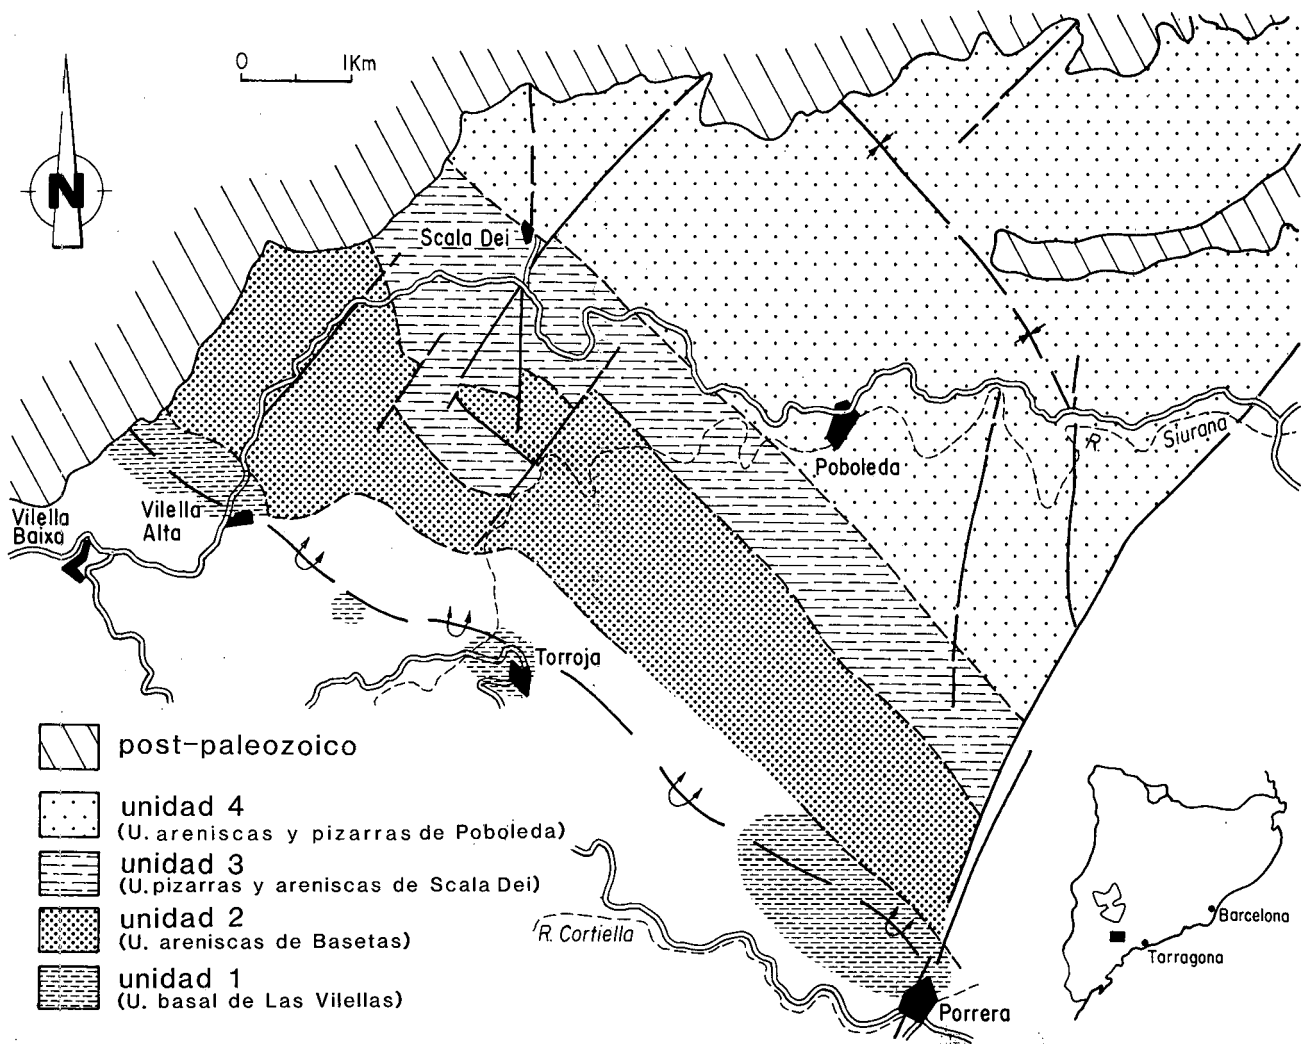 0 1Km
N
Scala Dei
Poboleda
R. Siurana
Vilella
Baixa
Vilella
Alta
Torroja
post-paleozoico
unidad 4
(U. areniscas y pizarras de Poboleda)
unidad 3
(U. pizarras y areniscas de Scala Dei)
unidad 2
(U. areniscas de Basetas)
unidad 1
(U. basal de Las Vilellas)
R. Cortiella
Porrera
Barcelona
Tarragona